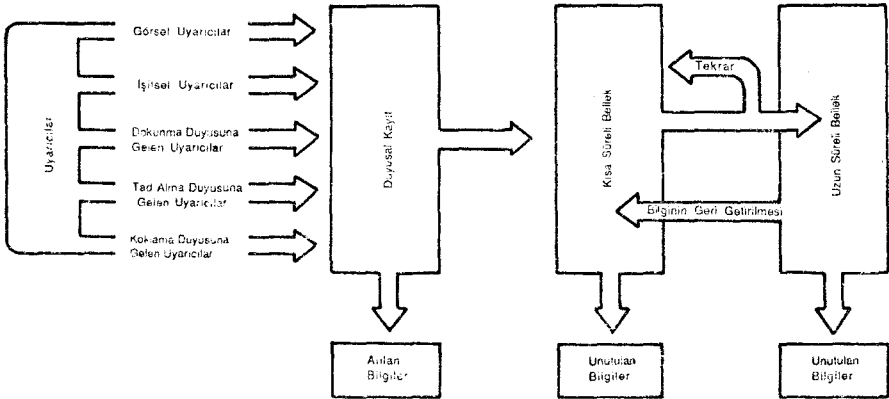 Uyarıcılar
Görsel Uyarıcılar
İşitsel Uyarıcılar
Dokunma Duyusuna
Gelen Uyarıcılar
Tad Alma Duyusuna
Gelen Uyarıcılar
Koklama Duyusuna
Gelen Uyarıcılar
Duyusal Kayıt
Kısa Süreli Bellek
Tekrar
Bilginin Geri Getirilmesi
Uzun Süreli Bellek
Atılan
Bilgiler
Unutulan
Bilgiler
Unutulan
Bilgiler